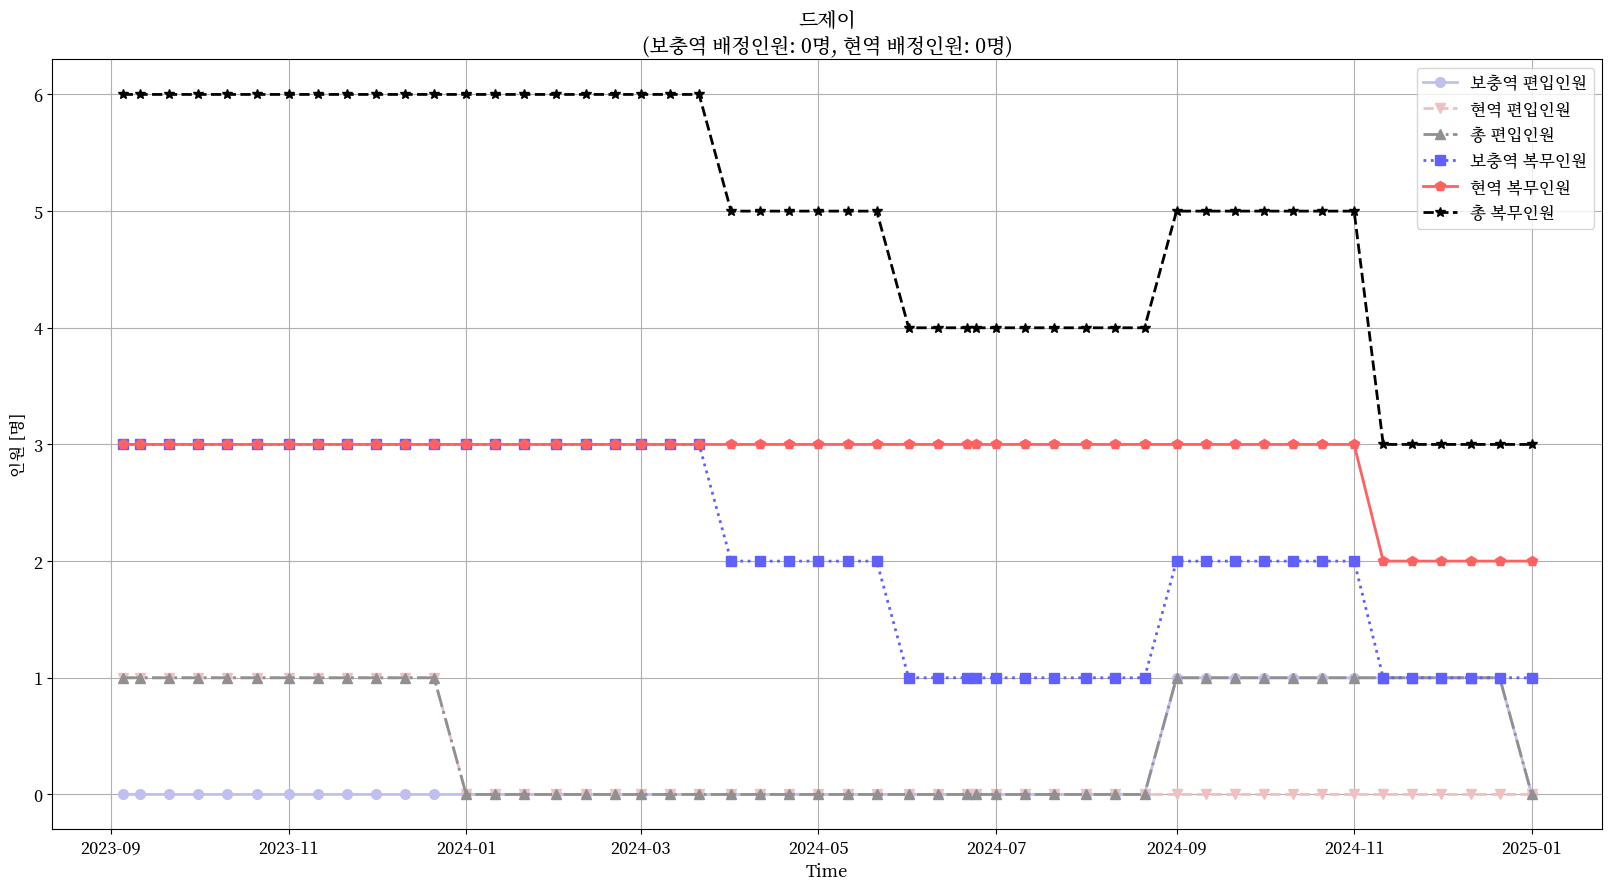 드제이
(보충역 배정인원: 0명, 현역 배정인원: 0명)
보충역 편입인원
현역 편입인원
총 편입인원
보충역 복무인원
현역 복무인원
총 복무인원
인원 [명]
6
5
4
3
2
1
0
2023-09
2023-11
2024-01
2024-03
2024-05
2024-07
2024-09
2024-11
2025-01
Time